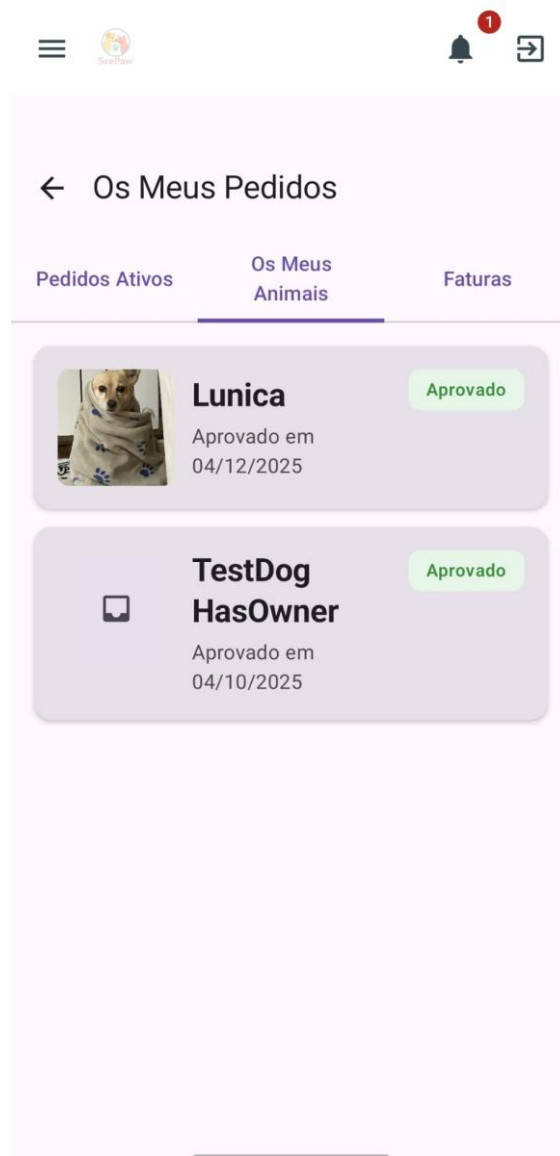 1
SeePaw
Os Meus Pedidos
Pedidos Ativos
Os Meus
Animais
Faturas
Lunica
Aprovado
Aprovado em
04/12/2025
TestDog
HasOwner
Aprovado
Aprovado em
04/10/2025